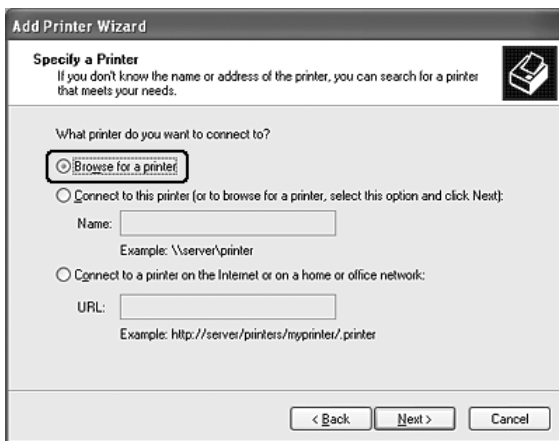 Add Printer Wizard
Specify a Printer
If you don't know the name or address of the printer, you can search for a printer
that meets your needs.
What printer do you want to connect to?
Browse for a printer
Connect to this printer (or to browse for a printer, select this option and click Next):
Name:
Example: \\server\printer
Connect to a printer on the Internet or on a home or office network:
URL:
Example: http://server/printers/myprinter/.printer
< Back
Next >
Cancel